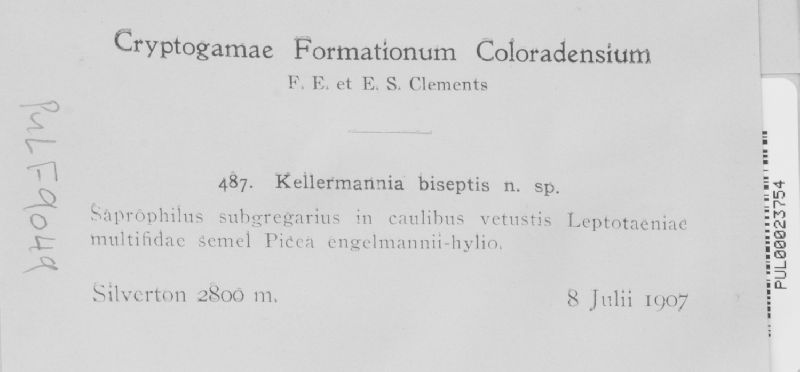 Cryptogamae Formationum Coloradensium
F. E. et E. S. Clements
487. Kellermannia biseptis n. sp.
Saprophilus subgregarius in caulibus vetustis Leptotaeniae
multifidae semel Picea engelmannii-hylio.
Silverton 2800 m. 8 Julii 1907
PUL F-9049
PUL00023754